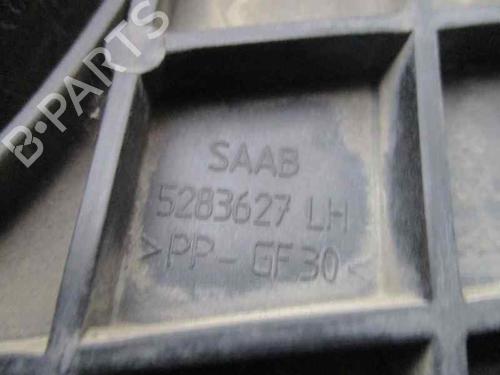 B-PARTS
SAAB
5283627 LH
>PP-GF30<